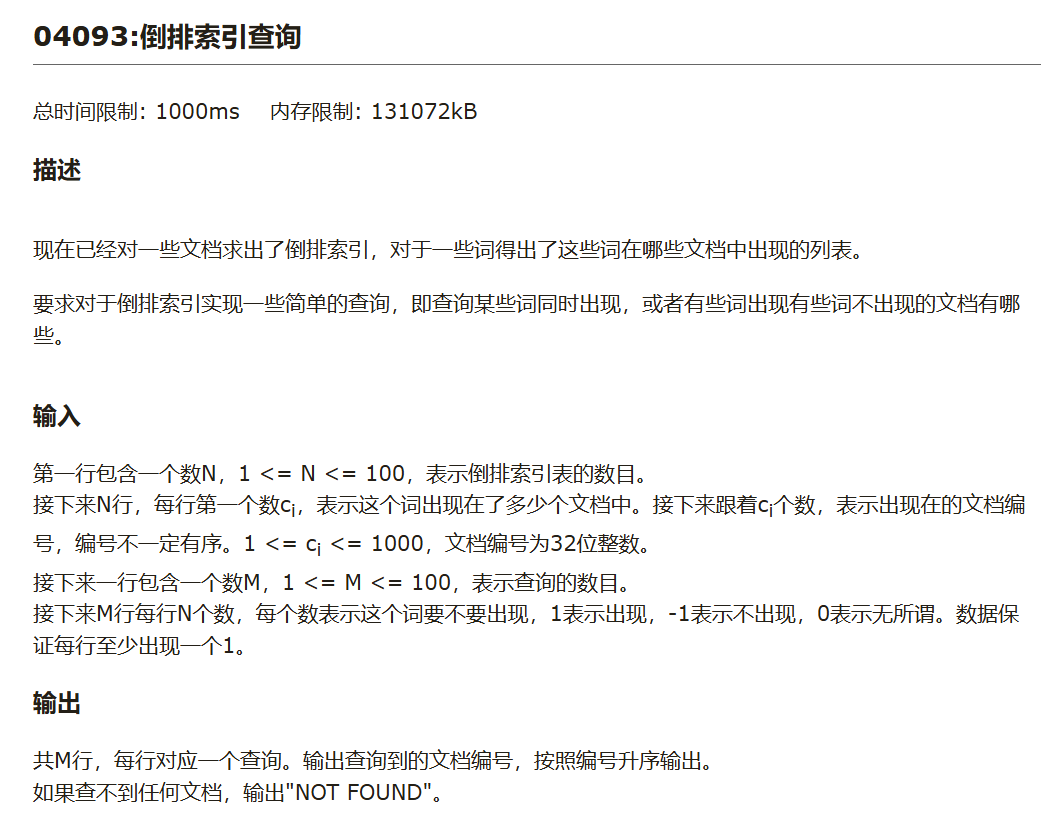 04093:倒排索引查询
总时间限制: 1000ms 内存限制: 131072kB
描述
现在已经对一些文档求出了倒排索引，对于一些词得出了这些词在哪些文档中出现的列表。
要求对于倒排索引实现一些简单的查询，即查询某些词同时出现，或者有些词出现有些词不出现的文档有哪
些。
输入
第一行包含一个数N，1 <= N <= 100，表示倒排索引表的数目。
接下来N行，每行第一个数ci，表示这个词出现在了多少个文档中。接下来跟着ci个数，表示出现在的文档编
号，编号不一定有序。1 <= ci <= 1000，文档编号为32位整数。
接下来一行包含一个数M，1 <= M <= 100，表示查询的数目。
接下来M行每行N个数，每个数表示这个词要不要出现，1表示出现，-1表示不出现，0表示无所谓。数据保
证每行至少出现一个1。
输出
共M行，每行对应一个查询。输出查询到的文档编号，按照编号升序输出。
如果查不到任何文档，输出"NOT FOUND"。